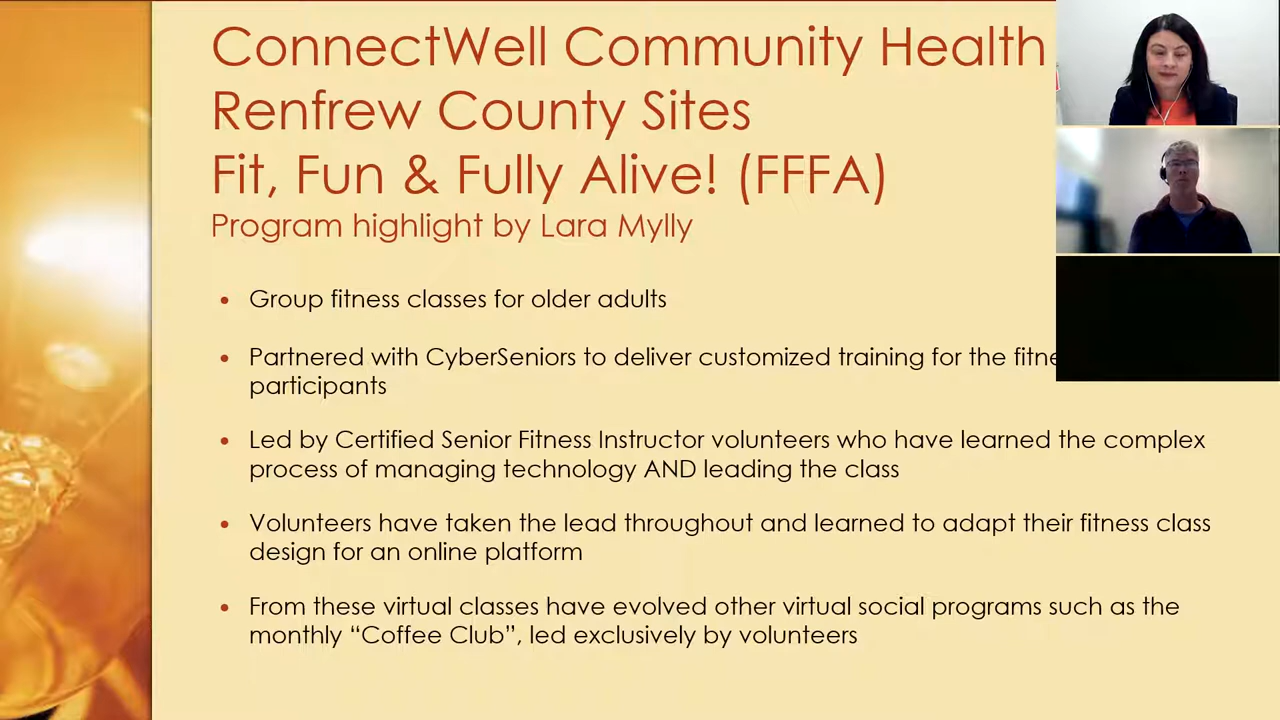 ConnectWell Community Health
Renfrew County Sites
Fit, Fun & Fully Alive! (FFFA)
Program highlight by Lara Mylly
• Group fitness classes for older adults
• Partnered with CyberSeniors to deliver customized training for the
participants
• Led by Certified Senior Fitness Instructor volunteers who have learned the complex
process of managing technology AND leading the class
• Volunteers have taken the lead throughout and learned to adapt their fitness class
design for an online platform
• From these virtual classes have evolved other virtual social programs such as the
monthly “Coffee Club”, led exclusively by volunteers